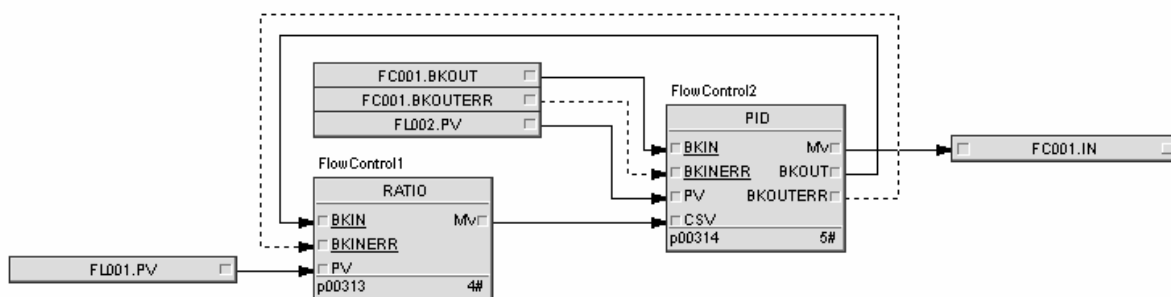 FC001.BKOUT
FC001.BKOUTERR
FL002.PV
FlowControl2
PID
BKIN
MV
BKINERR
BKOUT
PV
BKOUTERR
CSV
p00314
5#
FC001.IN
FlowControl1
RATIO
BKIN
MV
BKINERR
PV
p00313
4#
FL001.PV